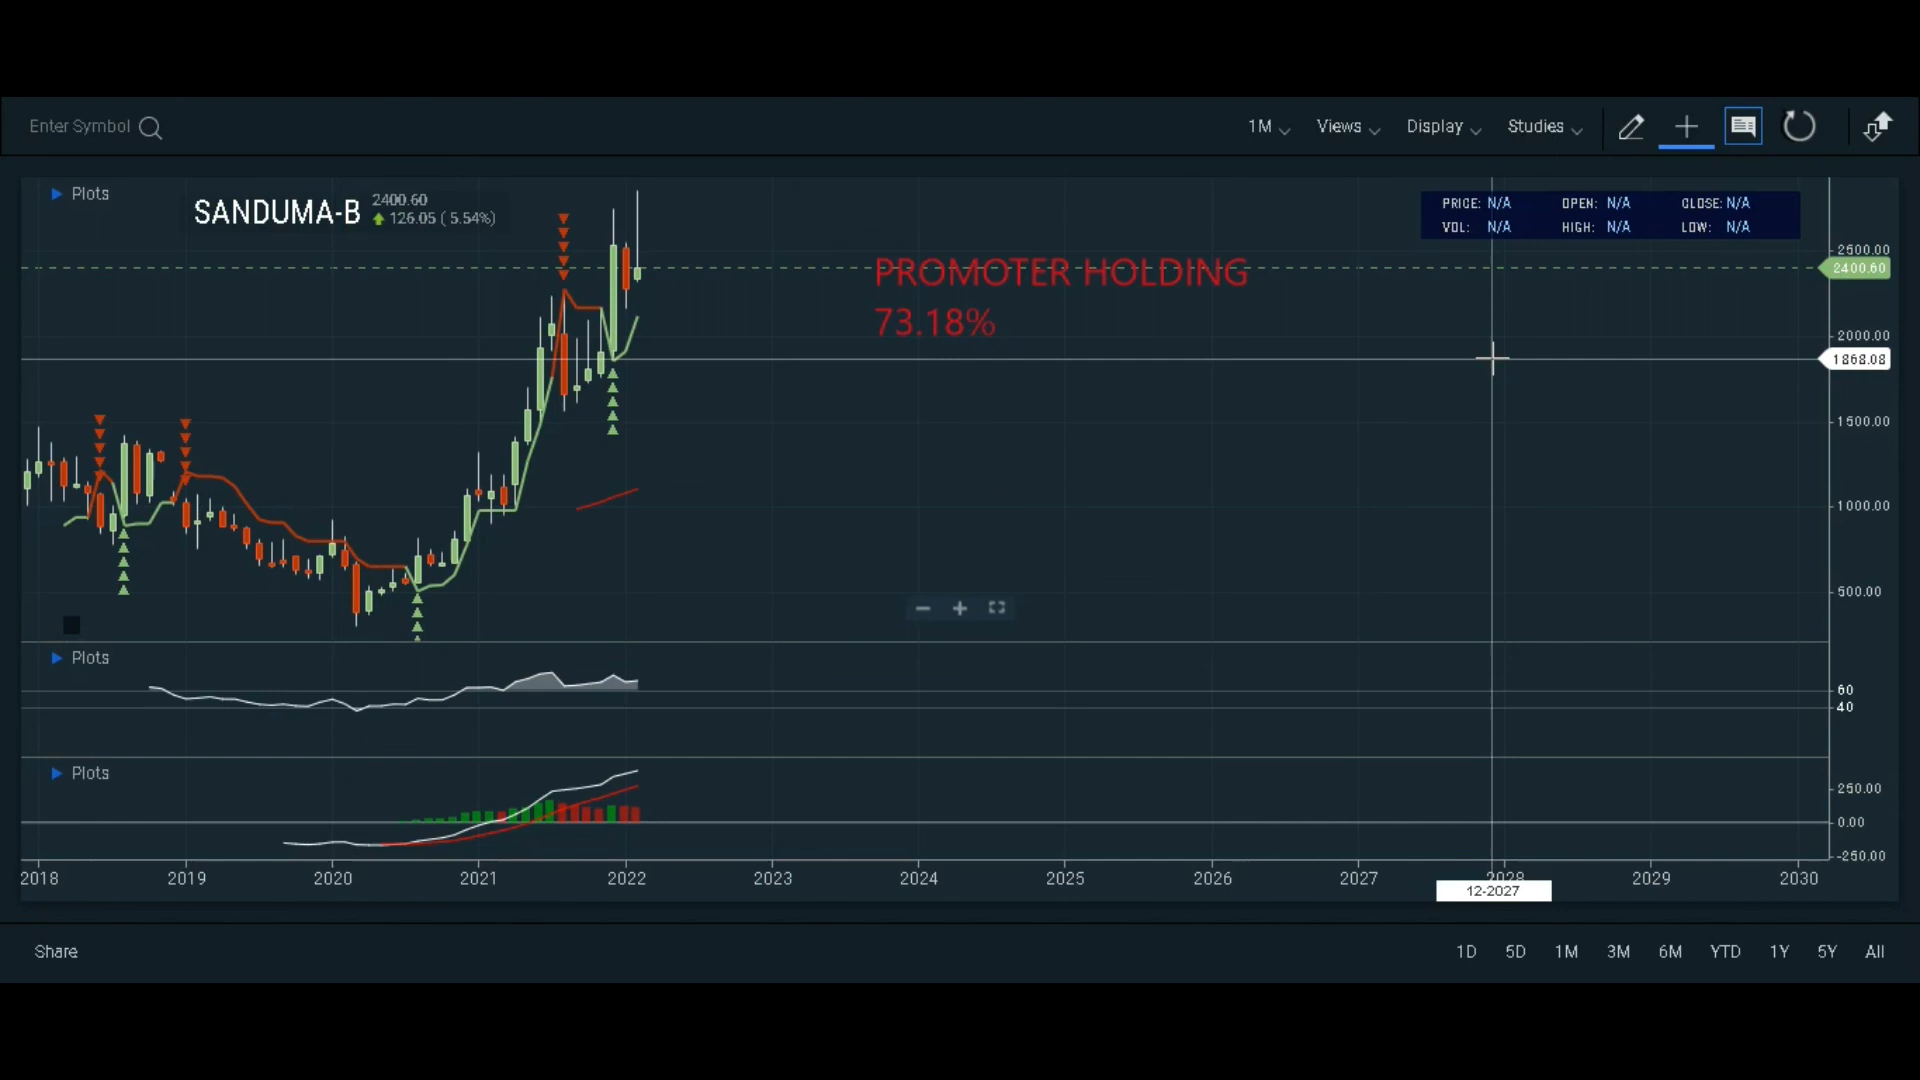 Enter Symbol
1M Views Display Studies
Plots
SANDUMA-B 2400.60
126.05 ( 5.54%)
PRICE: N/A OPEN: N/A CLOSE: N/A
VOL: N/A HIGH: N/A LOW: N/A
PROMOTER HOLDING
73.18%
2500.00
2400.60
2000.00
1868.08
1500.00
1000.00
500.00
Plots
60
40
Plots
250.00
0.00
-250.00
2018 2019 2020 2021 2022 2023 2024 2025 2026 2027 2028 2029 2030
12-2027
Share 1D 5D 1M 3M 6M YTD 1Y 5Y All